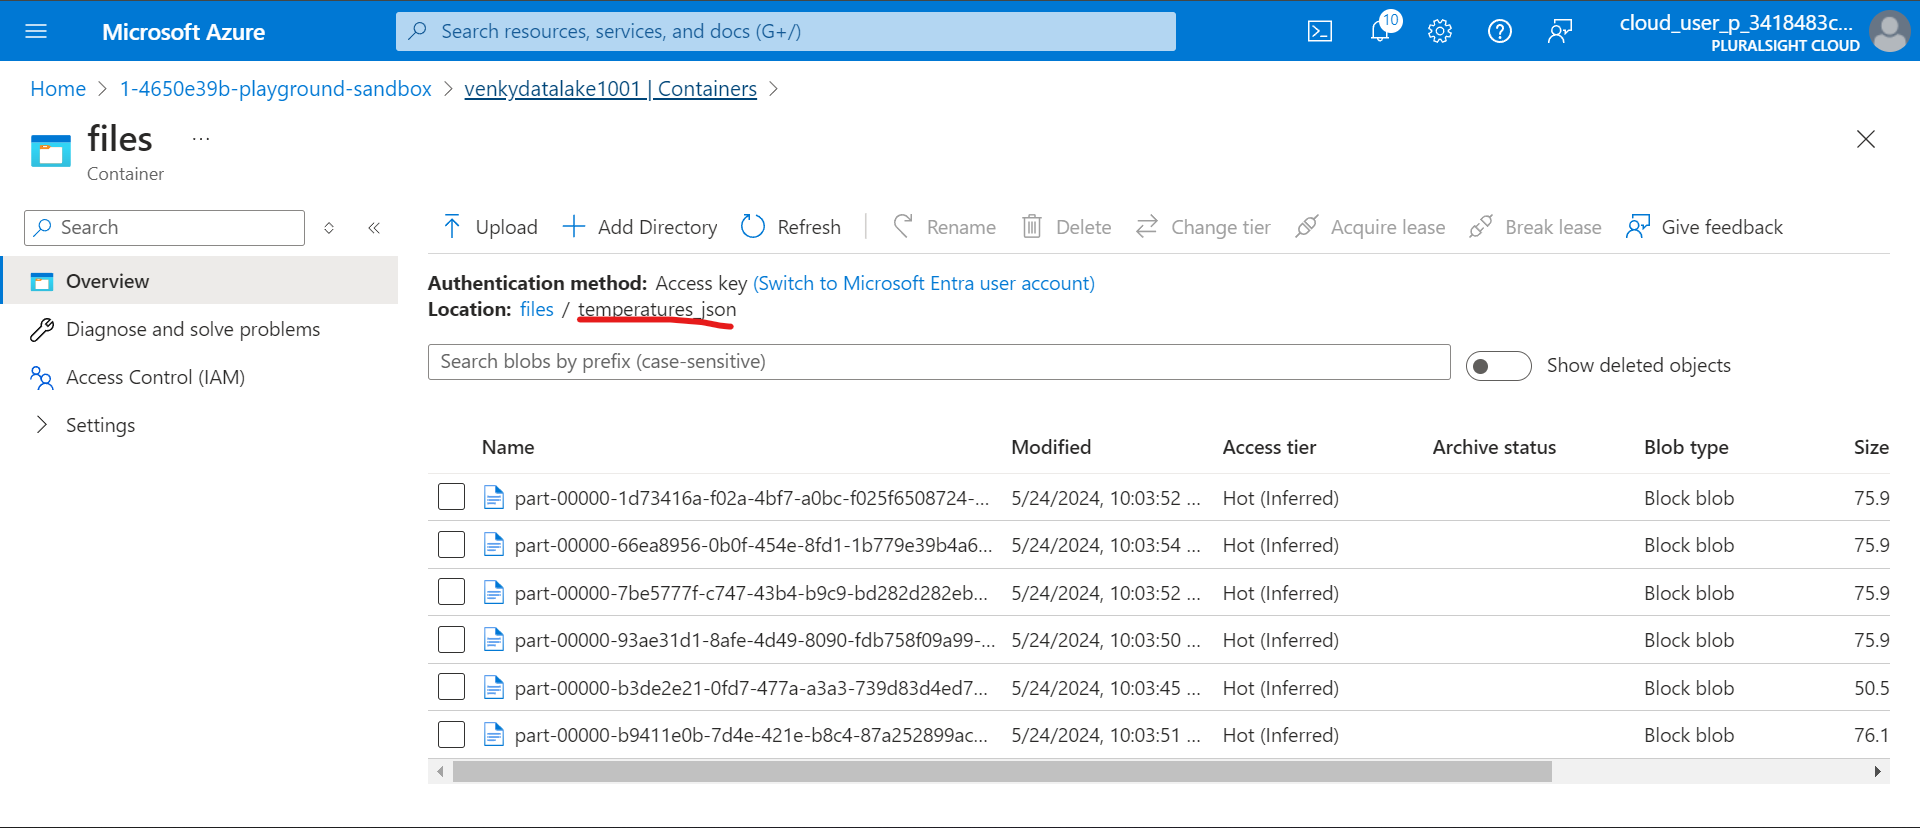 Microsoft Azure
Search resources, services, and docs (G+/)
10
cloud_user_p_3418483c...
PLURALSIGHT CLOUD
Home > 1-4650e39b-playground-sandbox > venkydatalake1001 | Containers >
files ...
Container
Search
Overview
Diagnose and solve problems
Access Control (IAM)
Settings
Upload Add Directory Refresh Rename Delete Change tier Acquire lease Break lease Give feedback
Authentication method: Access key (Switch to Microsoft Entra user account)
Location: files / temperatures_json
Search blobs by prefix (case-sensitive)
Show deleted objects
Name Modified Access tier Archive status Blob type Size
part-00000-1d73416a-f02a-4bf7-a0bc-f025f6508724-... 5/24/2024, 10:03:52 ... Hot (Inferred) Block blob 75.9
part-00000-66ea8956-0b0f-454e-8fd1-1b779e39b4a6... 5/24/2024, 10:03:54 ... Hot (Inferred) Block blob 75.9
part-00000-7be5777f-c747-43b4-b9c9-bd282d282eb... 5/24/2024, 10:03:52 ... Hot (Inferred) Block blob 75.9
part-00000-93ae31d1-8afe-4d49-8090-fdb758f09a99-... 5/24/2024, 10:03:50 ... Hot (Inferred) Block blob 75.9
part-00000-b3de2e21-0fd7-477a-a3a3-739d83d4ed7... 5/24/2024, 10:03:45 ... Hot (Inferred) Block blob 50.5
part-00000-b9411e0b-7d4e-421e-b8c4-87a252899ac... 5/24/2024, 10:03:51 ... Hot (Inferred) Block blob 76.1